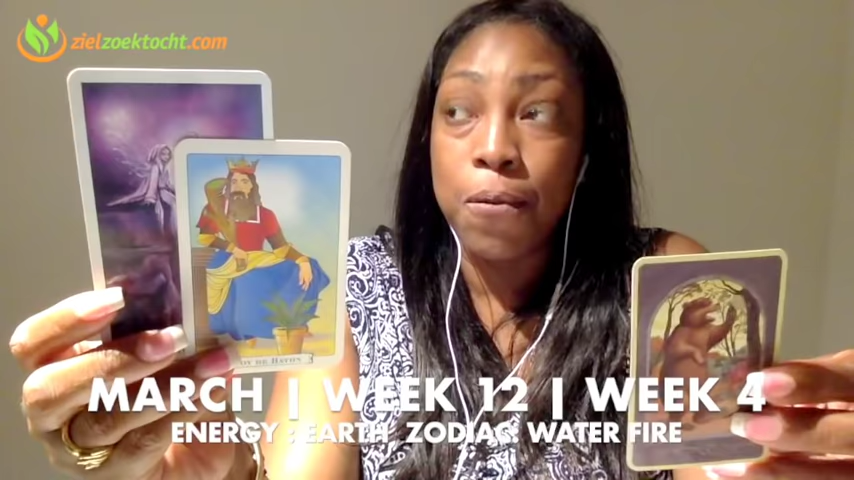 zielzoektocht.com
MARCH | WEEK 12 | WEEK 4
ENERGY : EARTH ZODIAC: WATER FIRE